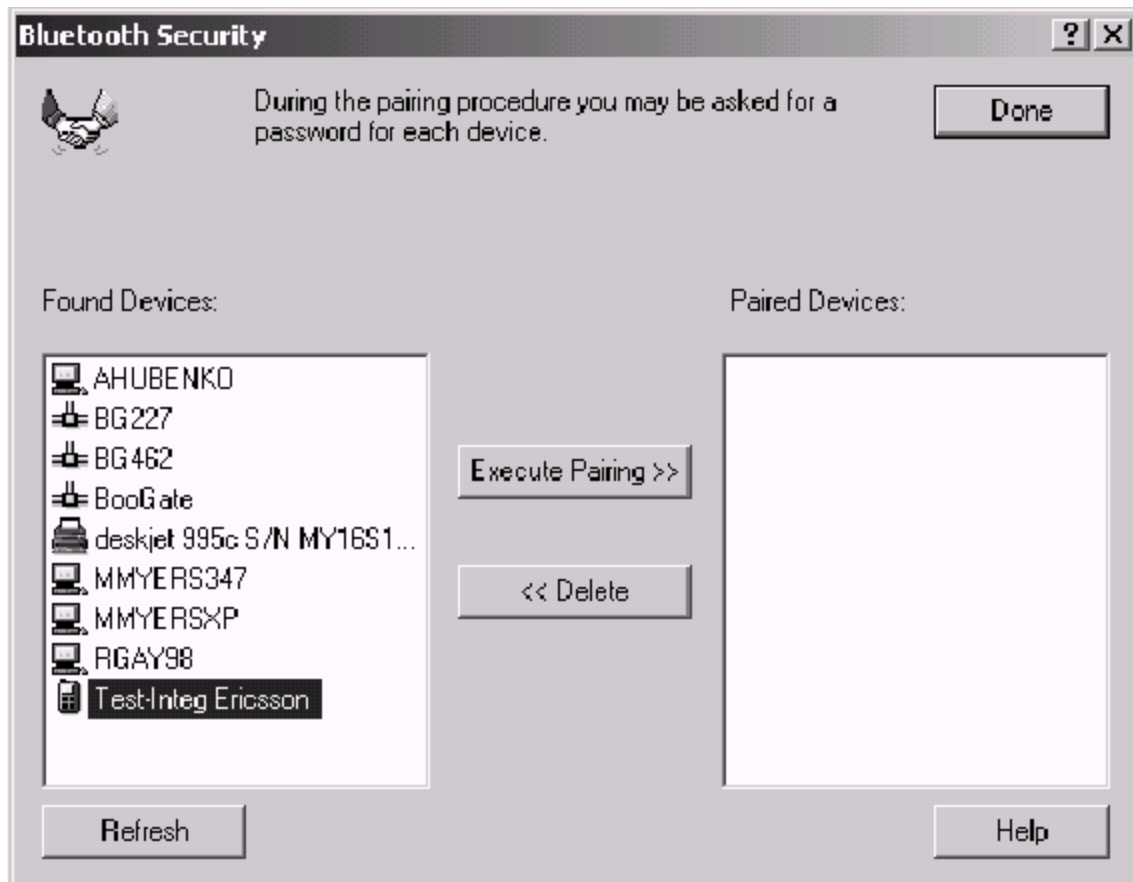 Bluetooth Security
During the pairing procedure you may be asked for a
password for each device.
Done
Found Devices:
Paired Devices:
AHUBENKO
BG227
BG462
BooGate
deskjet 995c S/N MY16S1...
MMYERS347
MMYERSXP
RGAY98
Test-Integ Ericsson
Execute Pairing >>
<< Delete
Refresh
Help